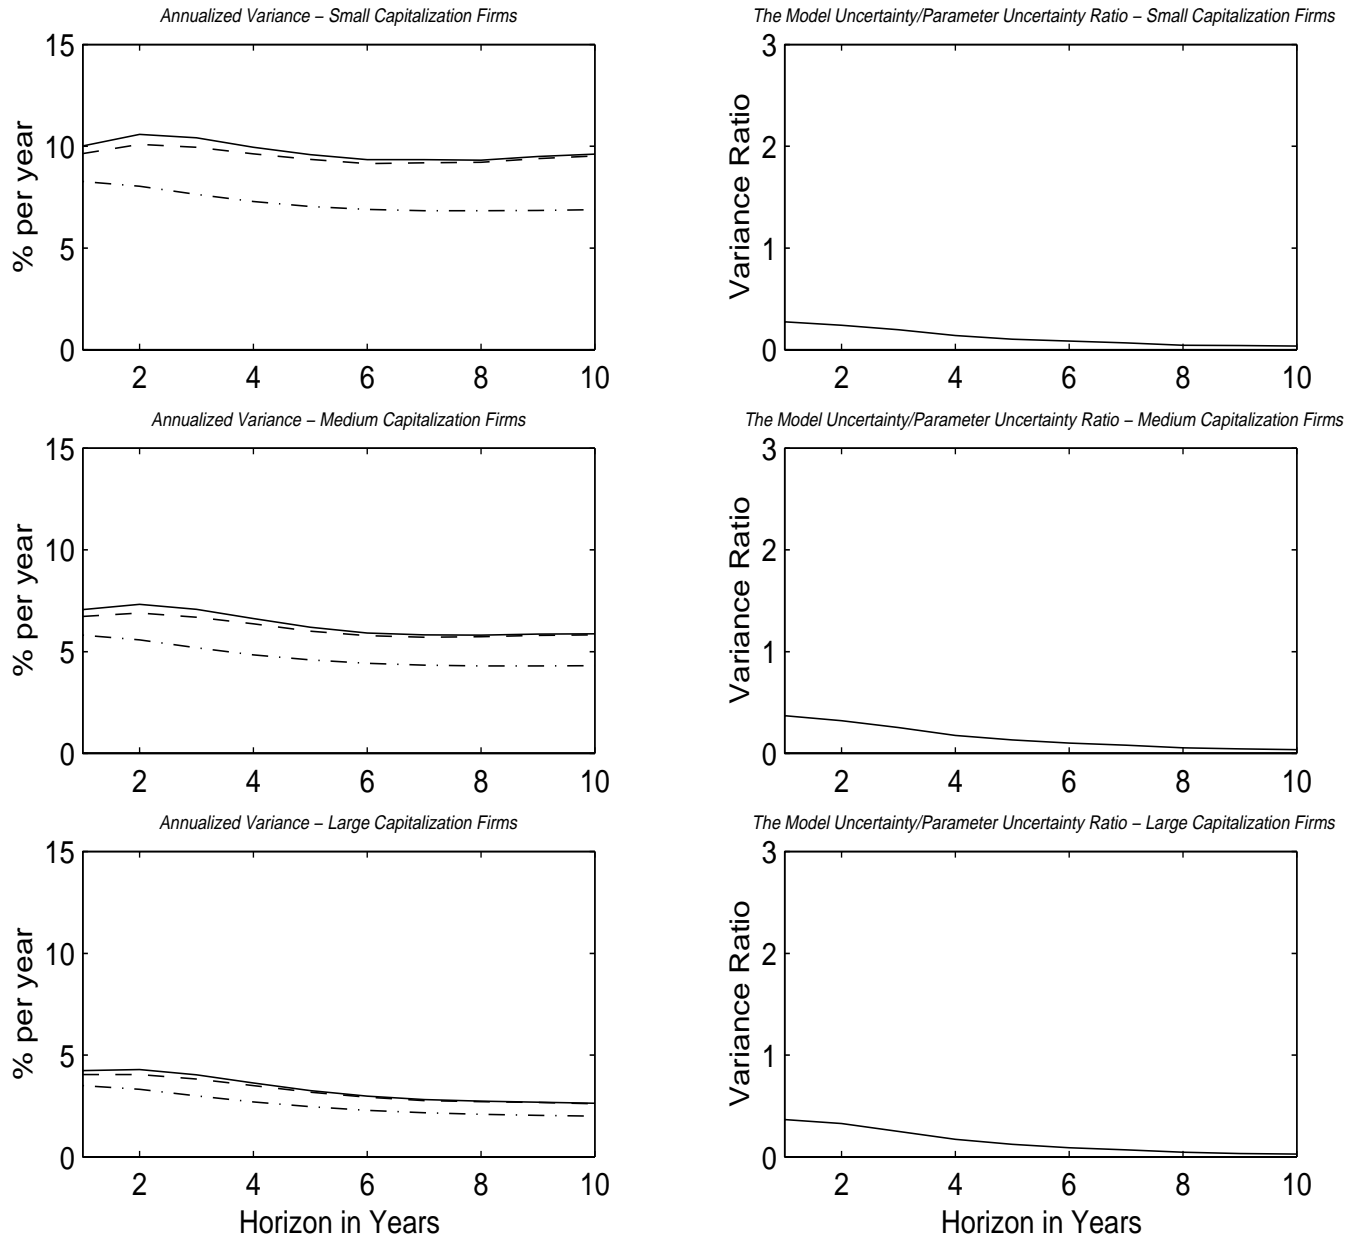 Annualized Variance – Small Capitalization Firms
15
10
5
0
% per year
2 4 6 8 10
The Model Uncertainty/Parameter Uncertainty Ratio – Small Capitalization Firms
3
2
1
0
Variance Ratio
2 4 6 8 10
Annualized Variance – Medium Capitalization Firms
15
10
5
0
% per year
2 4 6 8 10
The Model Uncertainty/Parameter Uncertainty Ratio – Medium Capitalization Firms
3
2
1
0
Variance Ratio
2 4 6 8 10
Annualized Variance – Large Capitalization Firms
15
10
5
0
% per year
2 4 6 8 10
Horizon in Years
The Model Uncertainty/Parameter Uncertainty Ratio – Large Capitalization Firms
3
2
1
0
Variance Ratio
2 4 6 8 10
Horizon in Years